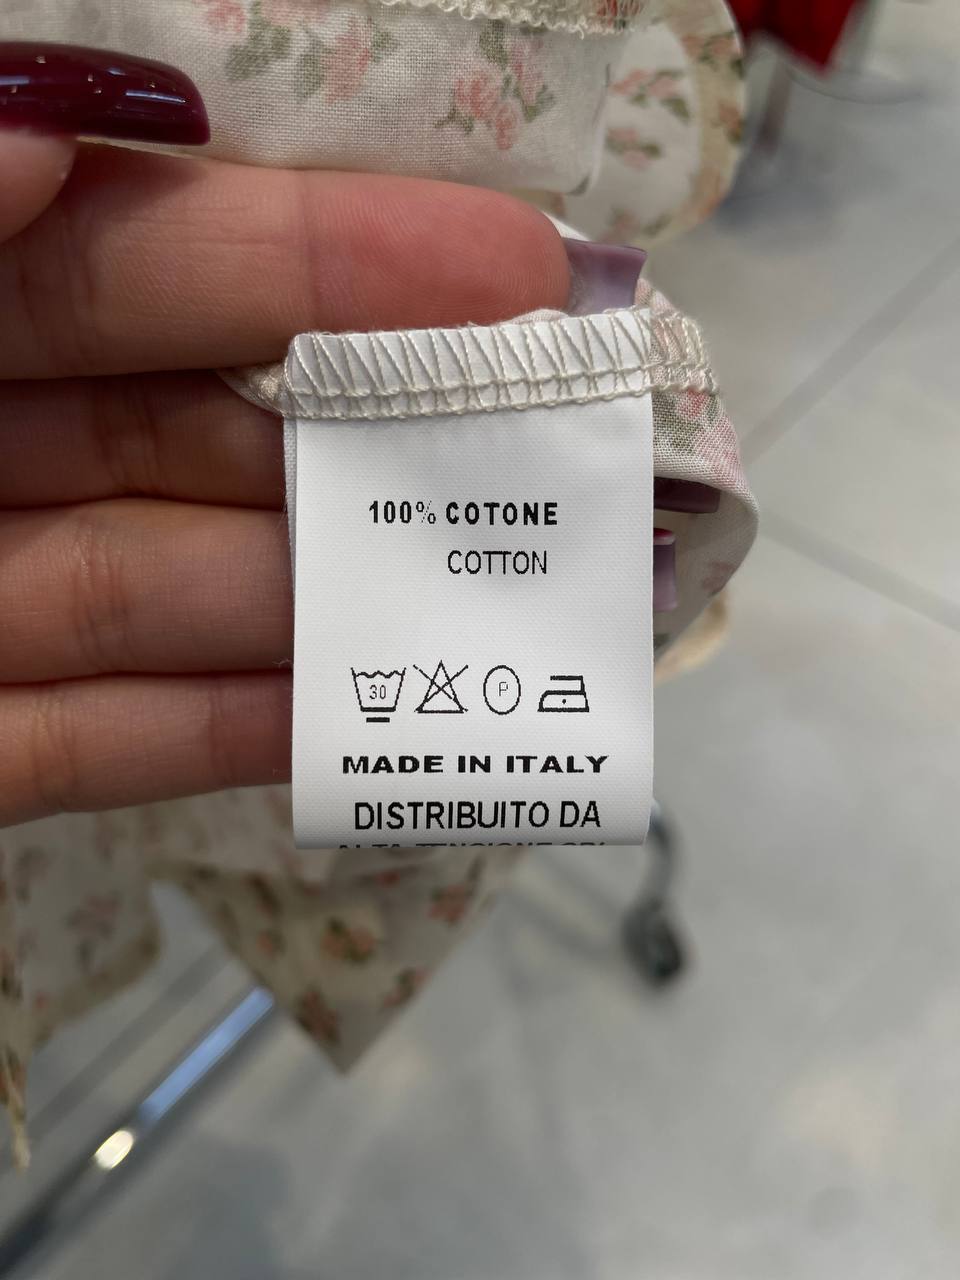 100% COTONE
COTTON
30
P
MADE IN ITALY
DISTRIBUITO DA